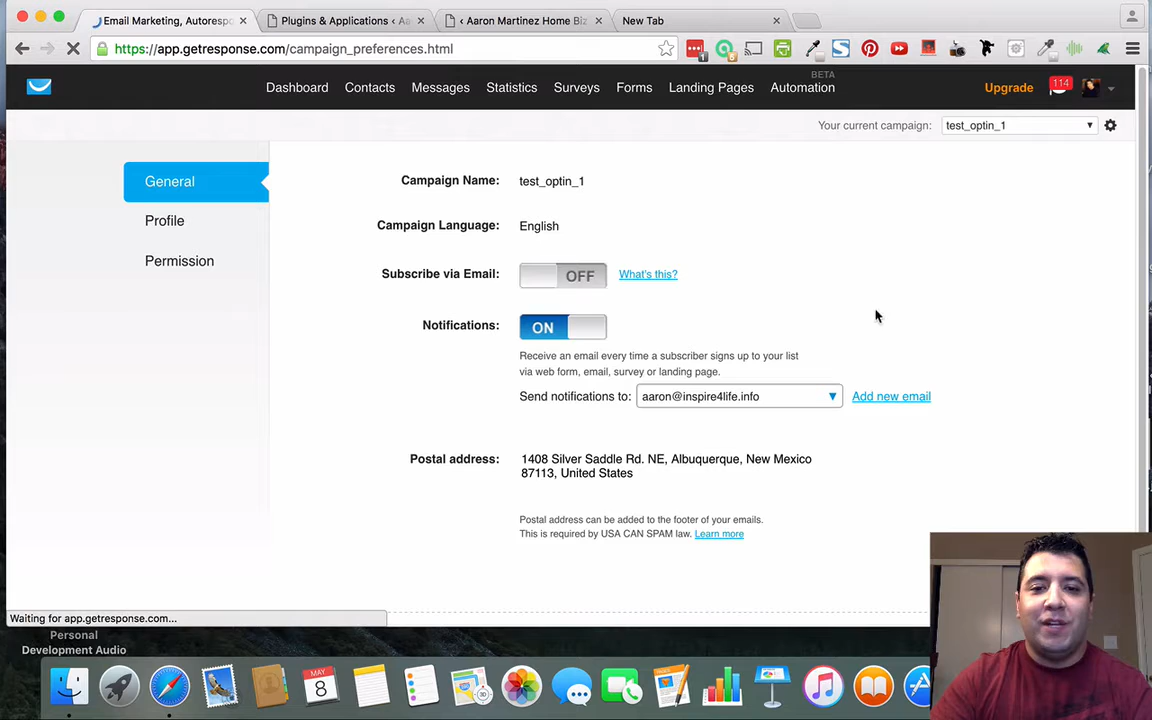 Email Marketing, Autorespo
Plugins & Applications ‹ Aa
‹ Aaron Martinez Home Biz
New Tab
https://app.getresponse.com/campaign_preferences.html
Dashboard
Contacts
Messages
Statistics
Surveys
Forms
Landing Pages
BETA
Automation
Upgrade
114
Your current campaign:
test_optin_1
General
Profile
Permission
Campaign Name:
test_optin_1
Campaign Language:
English
Subscribe via Email:
OFF
What's this?
Notifications:
ON
Receive an email every time a subscriber signs up to your list
via web form, email, survey or landing page.
Send notifications to:
aaron@inspire4life.info
Add new email
Postal address:
1408 Silver Saddle Rd. NE, Albuquerque, New Mexico
87113, United States
Postal address can be added to the footer of your emails.
This is required by USA CAN SPAM law. Learn more
Waiting for app.getresponse.com...
Personal
Development Audio
MAY
8